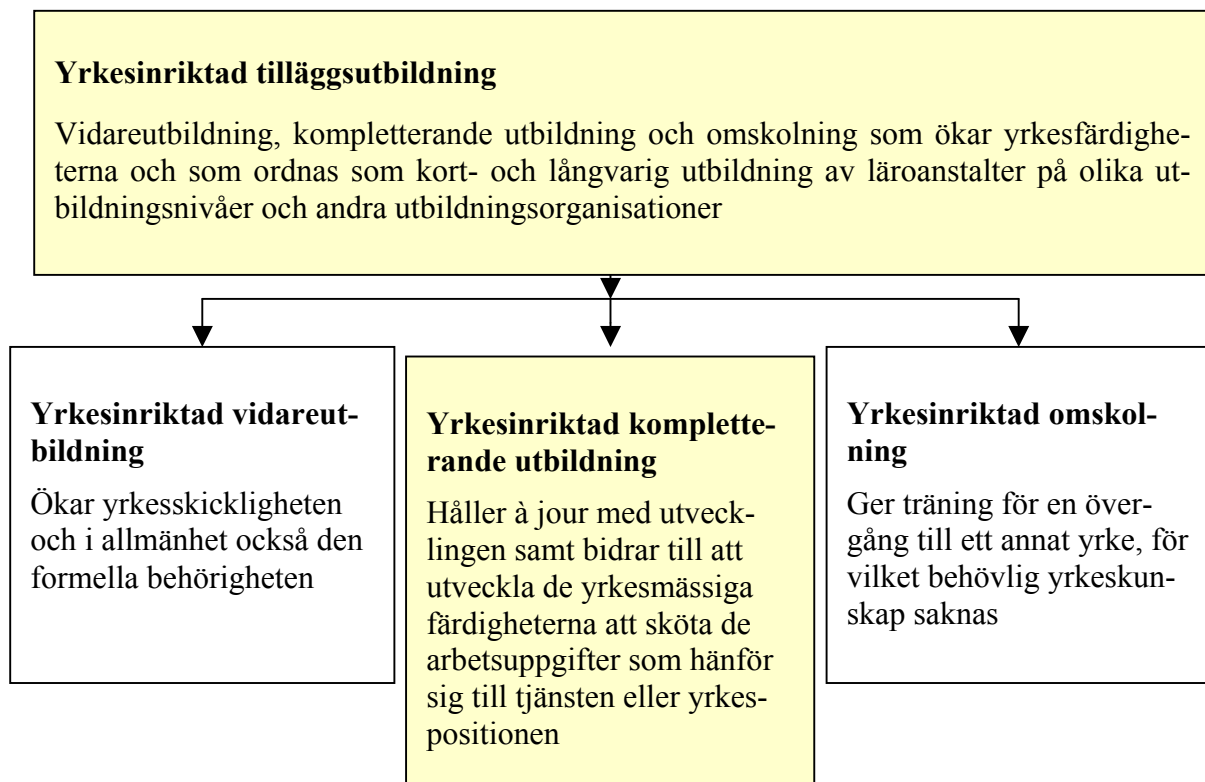 Yrkesinriktad tilläggsutbildning
Vidareutbildning, kompletterande utbildning och omskolning som ökar yrkesfärdighe-
terna och som ordnas som kort- och långvarig utbildning av läroanstalter på olika ut-
bildningsnivåer och andra utbildningsorganisationer
Yrkesinriktad vidareut-
bildning
Ökar yrkesskickligheten
och i allmänhet också den
formella behörigheten
Yrkesinriktad komplette-
rande utbildning
Håller à jour med utveck-
lingen samt bidrar till att
utveckla de yrkesmässiga
färdigheterna att sköta de
arbetsuppgifter som hänför
sig till tjänsten eller yrkes-
positionen
Yrkesinriktad omskol-
ning
Ger träning för en över-
gång till ett annat yrke, för
vilket behövlig yrkeskun-
skap saknas